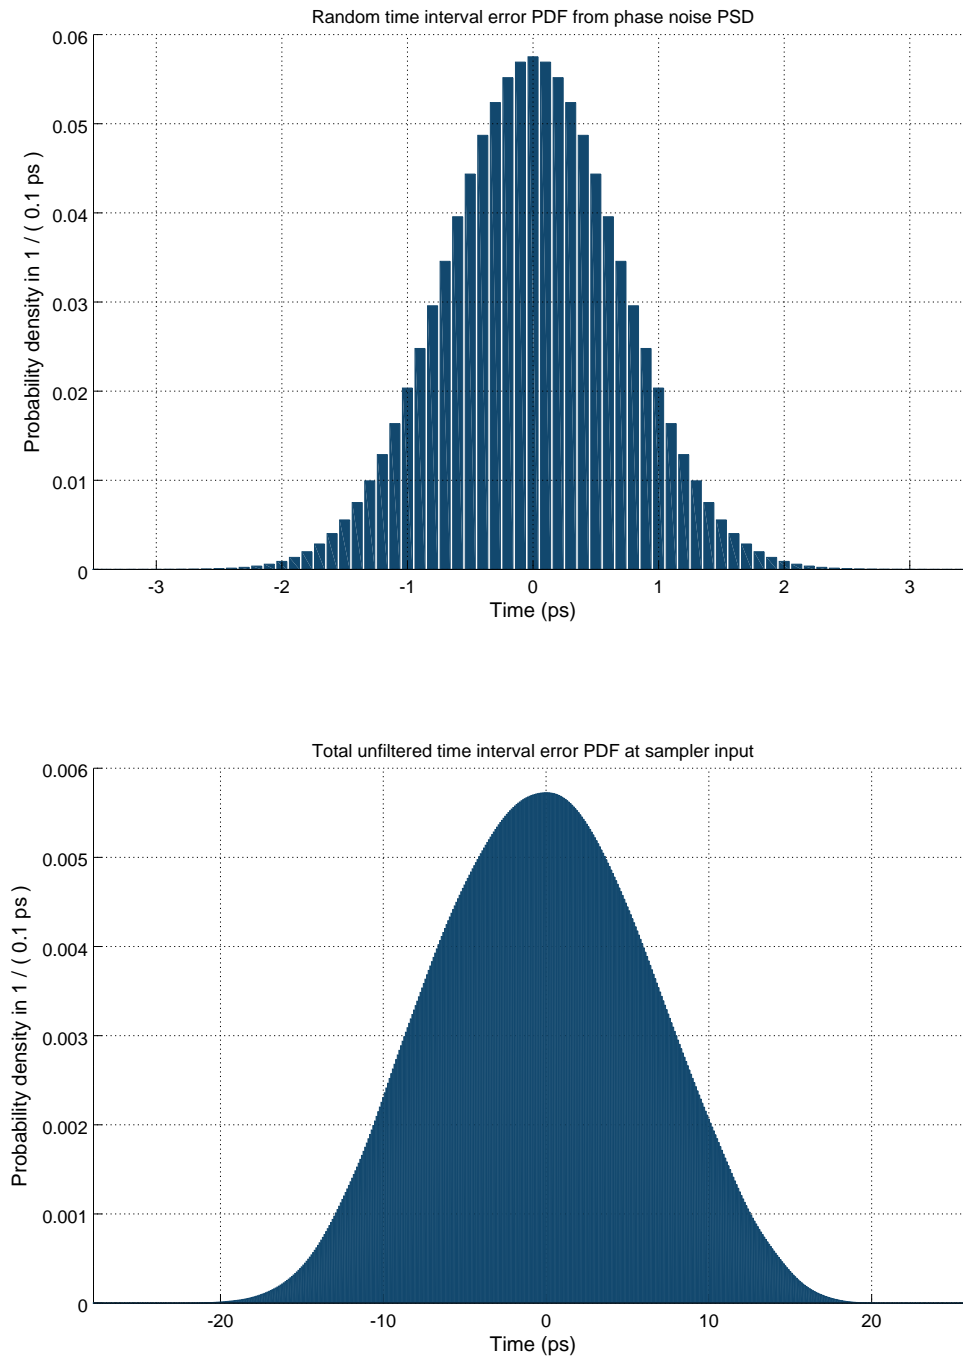 Random time interval error PDF from phase noise PSD
0.06
0.05
0.04
0.03
0.02
0.01
0
Probability density in 1 / ( 0.1 ps )
-3 -2 -1 0 1 2 3
Time (ps)
Total unfiltered time interval error PDF at sampler input
0.006
0.005
0.004
0.003
0.002
0.001
0
Probability density in 1 / ( 0.1 ps )
-20 -10 0 10 20
Time (ps)